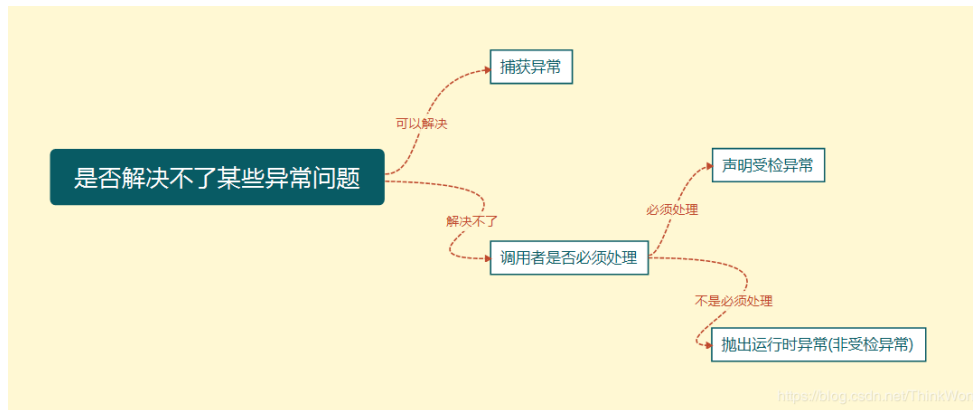 捕获异常
可以解决
是否解决不了某些异常问题
声明受检异常
必须处理
解决不了
调用者是否必须处理
不是必须处理
抛出运行时异常(非受检异常)
https://blog.csdn.net/ThinkWor